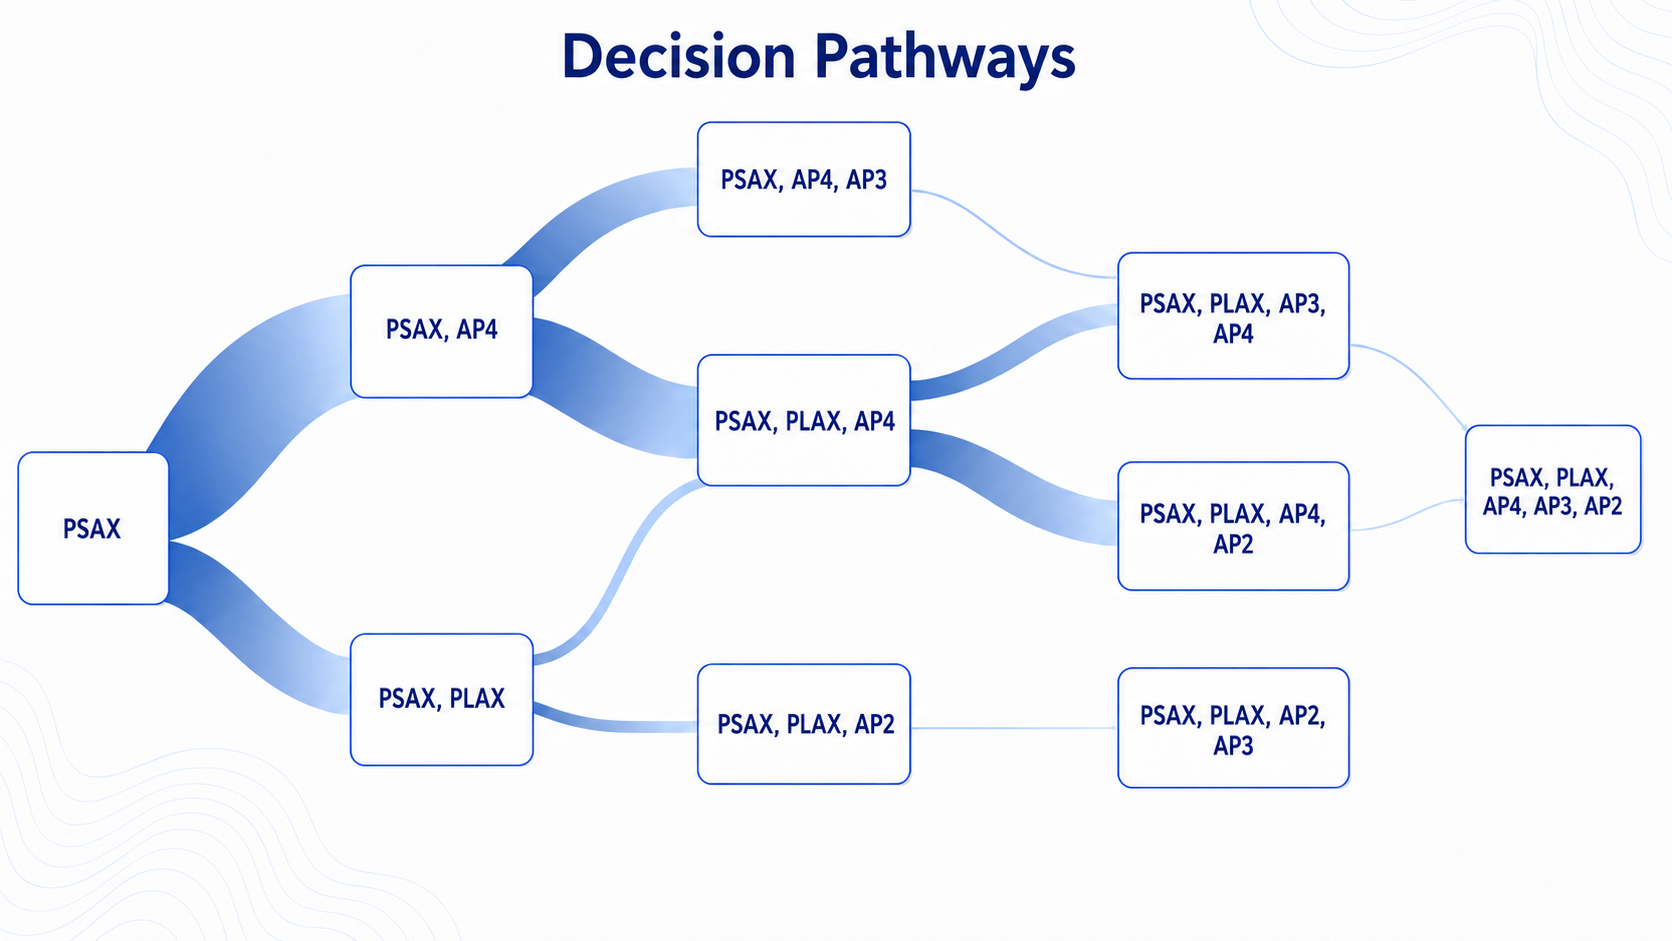 Decision Pathways
PSAX
PSAX, AP4
PSAX, PLAX
PSAX, AP4, AP3
PSAX, PLAX, AP4
PSAX, PLAX, AP2
PSAX, PLAX, AP3,
AP4
PSAX, PLAX, AP4,
AP2
PSAX, PLAX, AP2,
AP3
PSAX, PLAX,
AP4, AP3, AP2